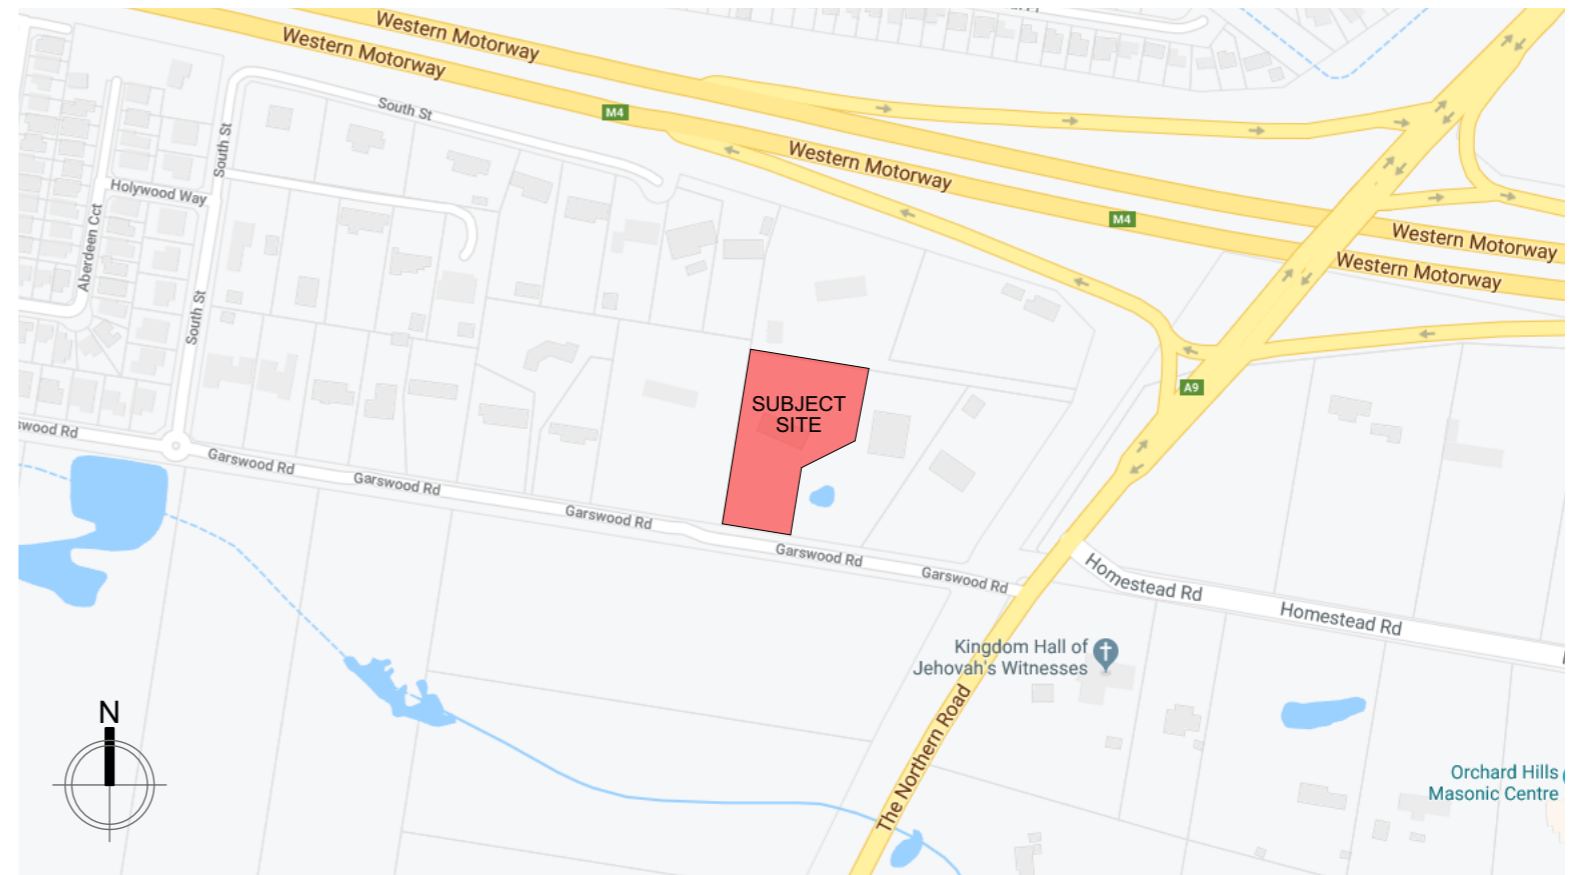 Western Motorway
Western Motorway
South St
M4
South St
Western Motorway
Holywood Way
M4
Aberdeen Cct
Western Motorway
Western Motorway
South St
A9
SUBJECT
SITE
swood Rd
Garswood Rd
Garswood Rd
Garswood Rd
Garswood Rd
Garswood Rd
Homestead Rd
Homestead Rd
Kingdom Hall of
Jehovah's Witnesses
The Northern Road
N
Orchard Hills
Masonic Centre